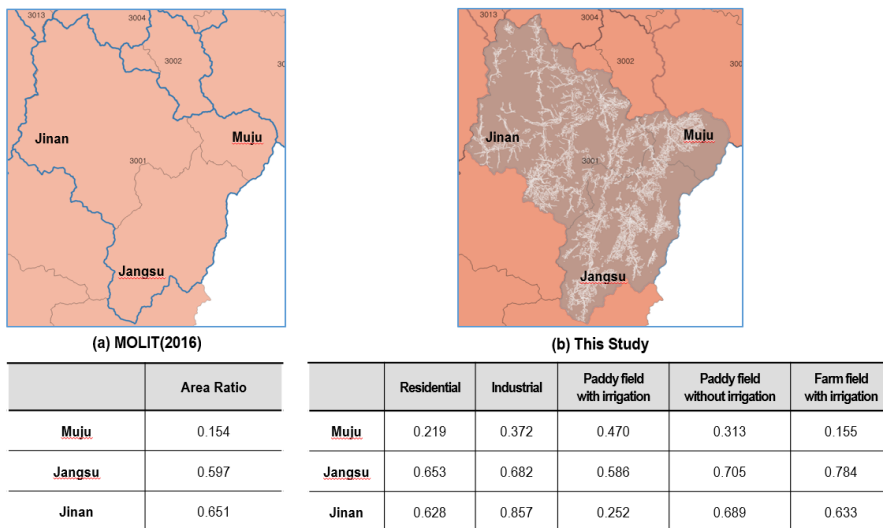 3013
3004
3002
30
Jinan
Muju
3001
Jangsu
(a) MOLIT(2016)
3013
3004
3002
30
Jinan
Muju
3001
Jangsu
(b) This Study
Area Ratio
Muju 0.154
Jangsu 0.597
Jinan 0.651
Residential Industrial Paddy field with irrigation Paddy field without irrigation Farm field with irrigation
Muju 0.219 0.372 0.470 0.313 0.155
Jangsu 0.653 0.682 0.586 0.705 0.784
Jinan 0.628 0.857 0.252 0.689 0.633